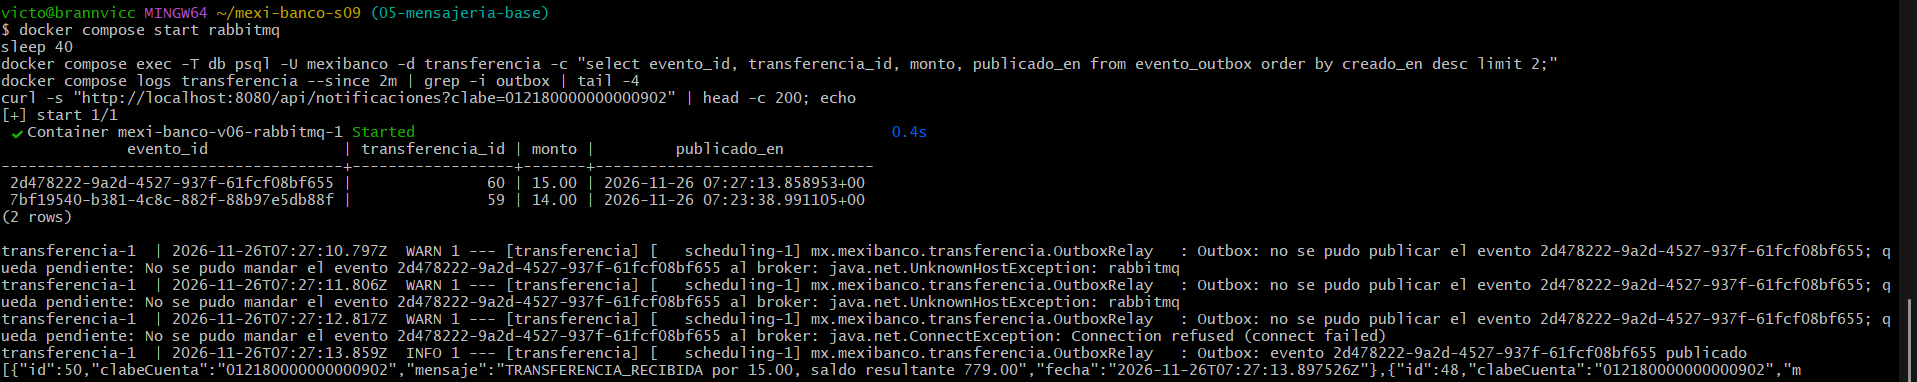 victo@brannvicc MINGW64 ~/mexi-banco-s09 (05-mensajeria-base)
$ docker compose start rabbitmq
sleep 40
docker compose exec -T db psql -U mexibanco -d transferencia -c "select evento_id, transferencia_id, monto, publicado_en from evento_outbox order by creado_en desc limit 2;"
docker compose logs transferencia --since 2m | grep -i outbox | tail -4
curl -s "http://localhost:8080/api/notificaciones?clabe=012180000000000902" | head -c 200; echo
[+] start 1/1
✔ Container mexi-banco-v06-rabbitmq-1 Started 0.4s
evento_id | transferencia_id | monto | publicado_en
--------------------------------------+------------------+-------+-------------------------------
2d478222-9a2d-4527-937f-61fcf08bf655 | 60 | 15.00 | 2026-11-26 07:27:13.858953+00
7bf19540-b381-4c8c-882f-88b97e5db88f | 59 | 14.00 | 2026-11-26 07:23:38.991105+00
(2 rows)
transferencia-1  | 2026-11-26T07:27:10.797Z  WARN 1 --- [transferencia] [   scheduling-1] mx.mexibanco.transferencia.OutboxRelay   : Outbox: no se pudo publicar el evento 2d478222-9a2d-4527-937f-61fcf08bf655; q
ueda pendiente: No se pudo mandar el evento 2d478222-9a2d-4527-937f-61fcf08bf655 al broker: java.net.UnknownHostException: rabbitmq
transferencia-1  | 2026-11-26T07:27:11.806Z  WARN 1 --- [transferencia] [   scheduling-1] mx.mexibanco.transferencia.OutboxRelay   : Outbox: no se pudo publicar el evento 2d478222-9a2d-4527-937f-61fcf08bf655; q
ueda pendiente: No se pudo mandar el evento 2d478222-9a2d-4527-937f-61fcf08bf655 al broker: java.net.UnknownHostException: rabbitmq
transferencia-1  | 2026-11-26T07:27:12.817Z  WARN 1 --- [transferencia] [   scheduling-1] mx.mexibanco.transferencia.OutboxRelay   : Outbox: no se pudo publicar el evento 2d478222-9a2d-4527-937f-61fcf08bf655; q
ueda pendiente: No se pudo mandar el evento 2d478222-9a2d-4527-937f-61fcf08bf655 al broker: java.net.ConnectException: Connection refused (connect failed)
transferencia-1  | 2026-11-26T07:27:13.859Z  INFO 1 --- [transferencia] [   scheduling-1] mx.mexibanco.transferencia.OutboxRelay   : Outbox: evento 2d478222-9a2d-4527-937f-61fcf08bf655 publicado
[{"id":50,"clabeCuenta":"012180000000000902","mensaje":"TRANSFERENCIA_RECIBIDA por 15.00, saldo resultante 779.00","fecha":"2026-11-26T07:27:13.897526Z"},{"id":48,"clabeCuenta":"012180000000000902","m